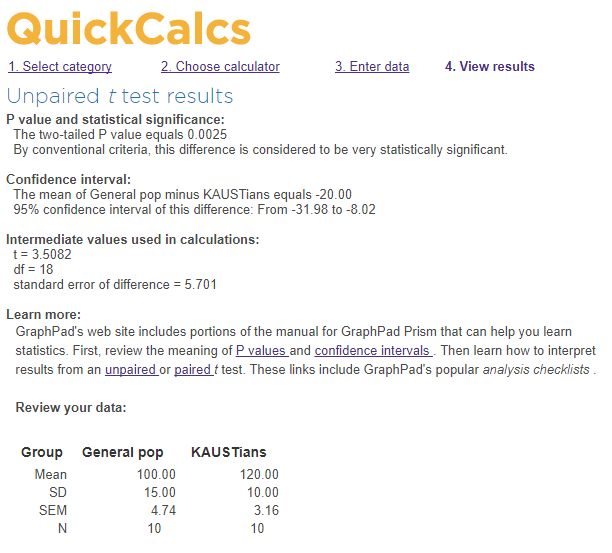 QuickCalcs
1. Select category 2. Choose calculator 3. Enter data 4. View results
Unpaired t test results
P value and statistical significance:
The two-tailed P value equals 0.0025
By conventional criteria, this difference is considered to be very statistically significant.
Confidence interval:
The mean of General pop minus KAUSTians equals -20.00
95% confidence interval of this difference: From -31.98 to -8.02
Intermediate values used in calculations:
t = 3.5082
df = 18
standard error of difference = 5.701
Learn more:
GraphPad's web site includes portions of the manual for GraphPad Prism that can help you learn
statistics. First, review the meaning of P values and confidence intervals . Then learn how to interpret
results from an unpaired or paired t test. These links include GraphPad's popular analysis checklists .
Review your data:
Group General pop KAUSTians
Mean 100.00 120.00
SD 15.00 10.00
SEM 4.74 3.16
N 10 10